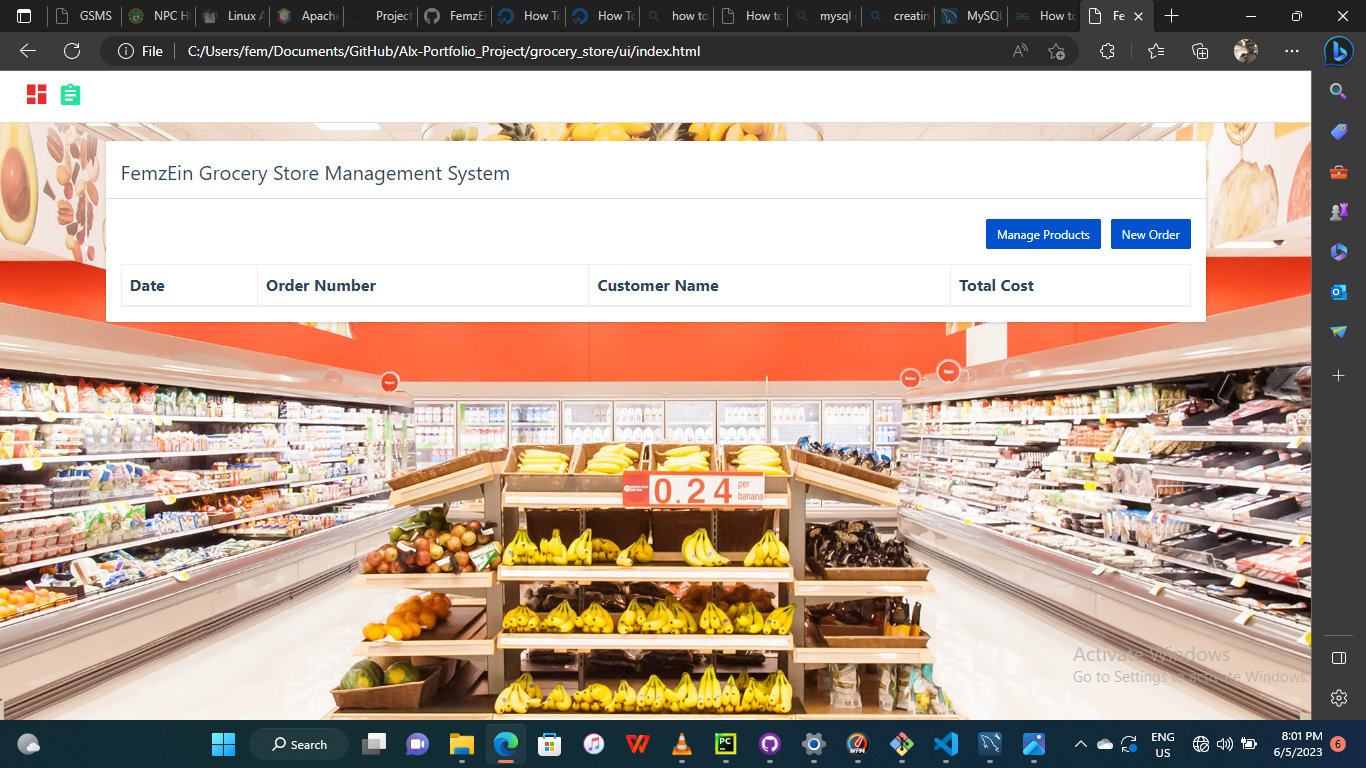 GSMS
NPC H
Linux A
Apache
Project
FemzEi
How To
How To
how to
How to
mysql
creatin
MySQL
How to
Fe
File
C:/Users/fem/Documents/GitHub/Alx-Portfolio_Project/grocery_store/ui/index.html
FemzEin Grocery Store Management System
Manage Products
New Order
Date
Order Number
Customer Name
Total Cost
0.24
per
banana
Activate Windows
Go to Settings to activate Windows.
Search
ENG
US
8:01 PM
6/5/2023
6